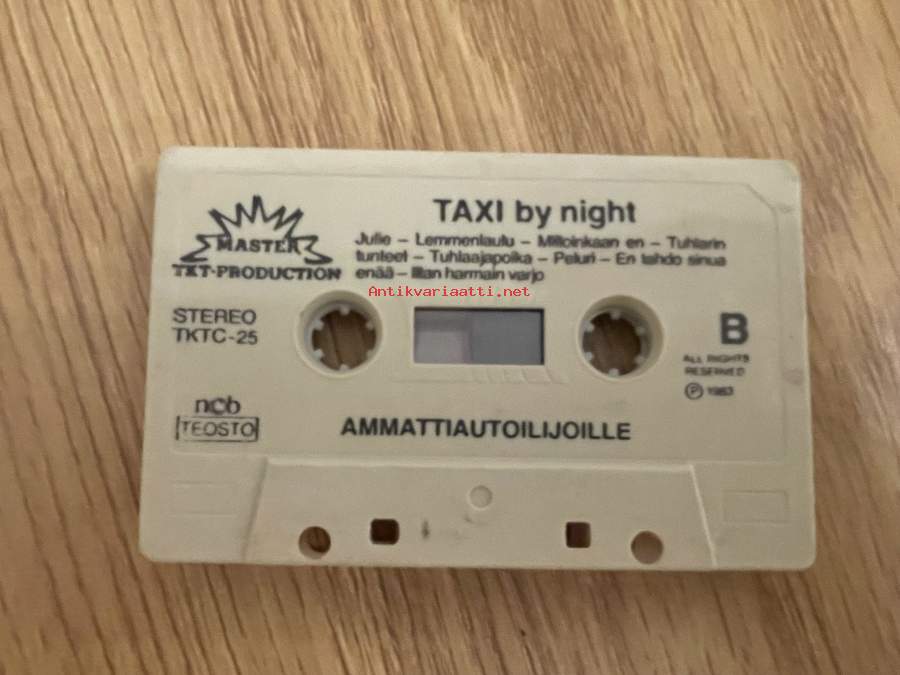 TAXI by night
MASTER
TKT-PRODUCTION
Julie – Lemmenlautu – Milloinkaan en – Tuhlarin
tunteet – Tuhlaajapoika – Peluri – En tahdo sinua
enää – Illan harmain varjo
Antikvariaatti.net
STEREO
TKTC-25
B
ALL RIGHTS
RESERVED
Ⓟ 1983
ncb
TEOSTO
AMMATTIAUTOILIJOILLE